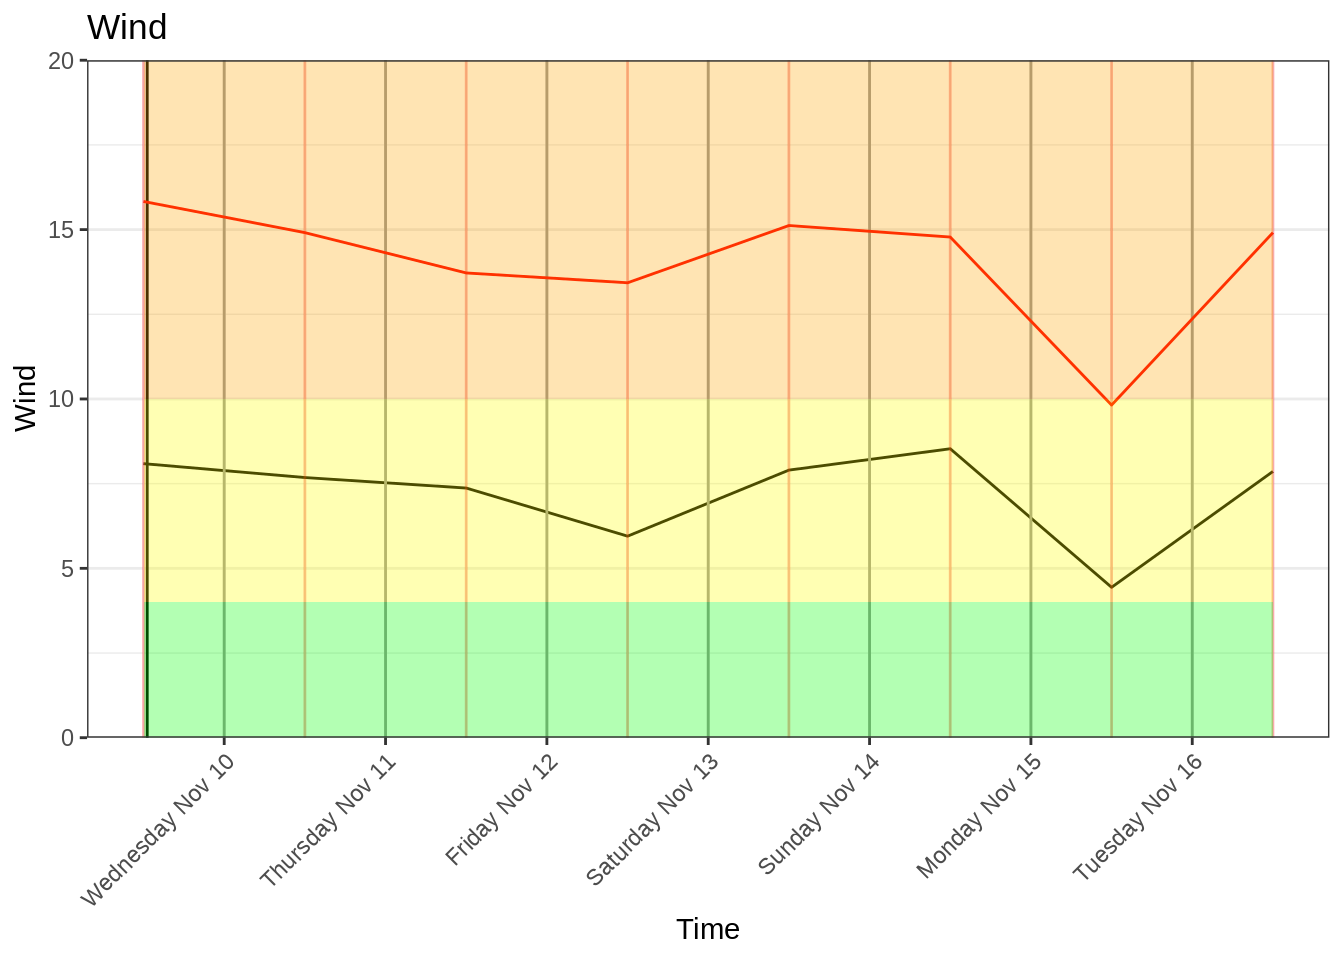 Wind
20
15
10
5
0
Wind
Wednesday Nov 10
Thursday Nov 11
Friday Nov 12
Saturday Nov 13
Sunday Nov 14
Monday Nov 15
Tuesday Nov 16
Time